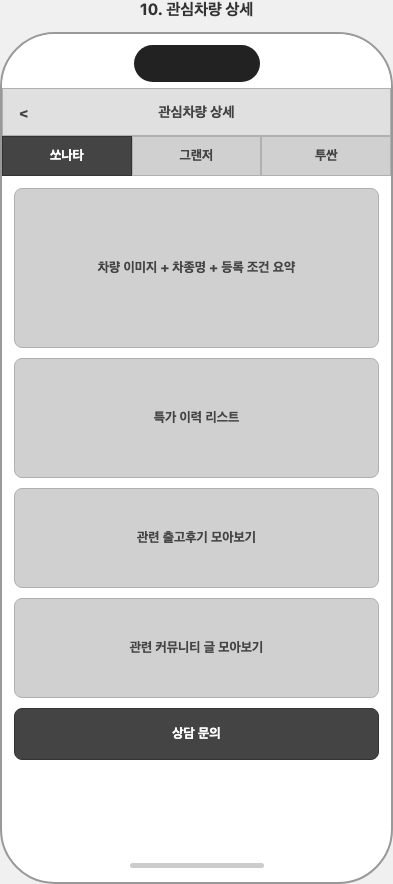 10. 관심차량 상세
<
관심차량 상세
쏘나타
그랜저
투싼
차량 이미지 + 차종명 + 등록 조건 요약
특가 이력 리스트
관련 출고후기 모아보기
관련 커뮤니티 글 모아보기
상담 문의